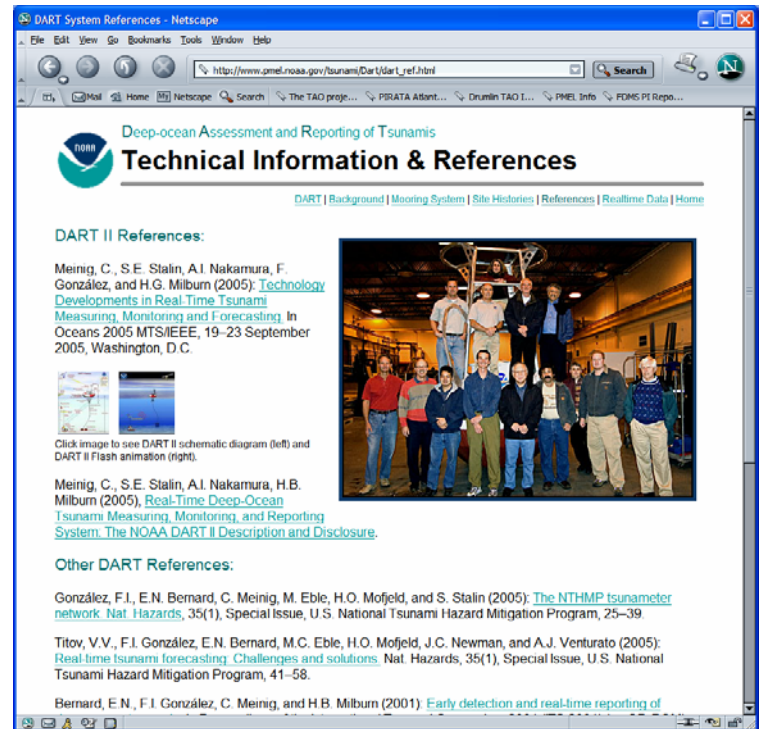 DART System References - Netscape
File Edit View Go Bookmarks Tools Window Help
http://www.pmel.noaa.gov/tsunami/Dart/dart_ref.html
Search
Mail Home Netscape Search The TAO proje... PIRATA Atlant... Drumlin TAO I... PMEL Info FDMS PI Repo...
NOAA
Deep-ocean Assessment and Reporting of Tsunamis
Technical Information & References
DART | Background | Mooring System | Site Histories | References | Realtime Data | Home
DART II References:
Meinig, C., S.E. Stalin, A.I. Nakamura, F.
González, and H.G. Milburn (2005): Technology
Developments in Real-Time Tsunami
Measuring, Monitoring and Forecasting. In
Oceans 2005 MTS/IEEE, 19–23 September
2005, Washington, D.C.
Click image to see DART II schematic diagram (left) and
DART II Flash animation (right).
Meinig, C., S.E. Stalin, A.I. Nakamura, H.B.
Milburn (2005), Real-Time Deep-Ocean
Tsunami Measuring, Monitoring, and Reporting
System: The NOAA DART II Description and Disclosure.
Other DART References:
González, F.I., E.N. Bernard, C. Meinig, M. Eble, H.O. Mofjeld, and S. Stalin (2005): The NTHMP tsunameter
network. Nat. Hazards, 35(1), Special Issue, U.S. National Tsunami Hazard Mitigation Program, 25–39.
Titov, V.V., F.I. González, E.N. Bernard, M.C. Eble, H.O. Mofjeld, J.C. Newman, and A.J. Venturato (2005):
Real-time tsunami forecasting: Challenges and solutions. Nat. Hazards, 35(1), Special Issue, U.S. National
Tsunami Hazard Mitigation Program, 41–58.
Bernard, E.N., F.I. González, C. Meinig, and H.B. Milburn (2001): Early detection and real-time reporting of